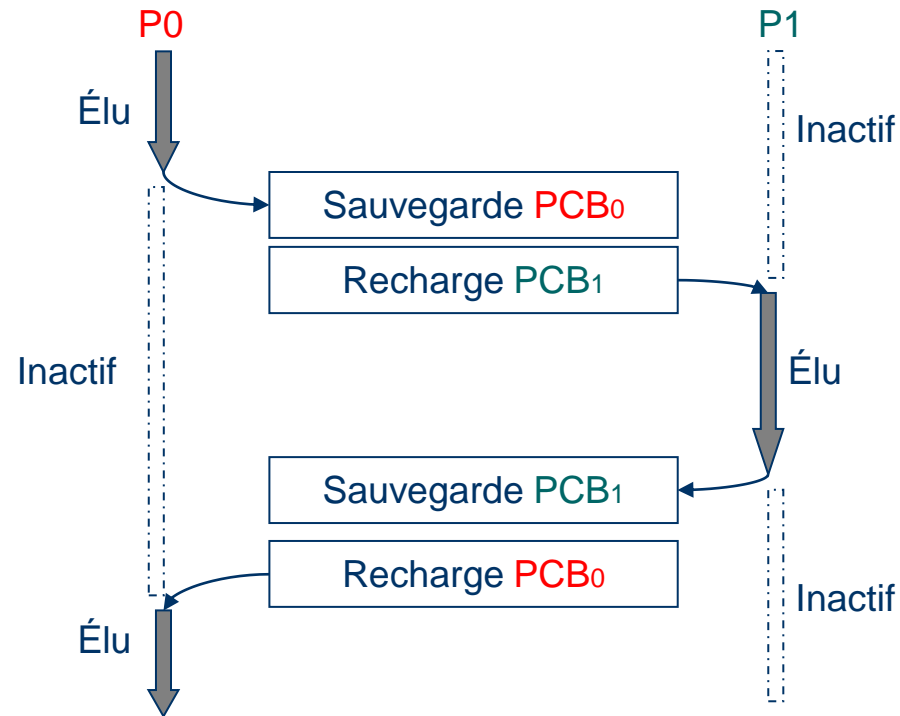 P0 P1
Élu
Inactif
Sauvegarde PCB0
Recharge PCB1
Inactif
Élu
Sauvegarde PCB1
Recharge PCB0
Inactif
Élu